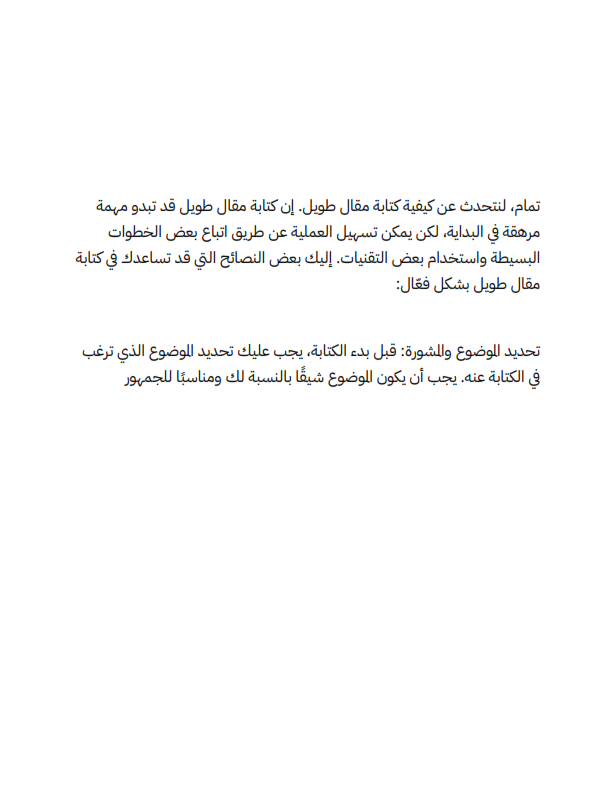 تمام، لنتحدث عن كيفية كتابة مقال طويل. إن كتابة مقال طويل قد تبدو مهمة
مرهقة في البداية، لكن يمكن تسهيل العملية عن طريق اتباع بعض الخطوات
البسيطة واستخدام بعض التقنيات. إليك بعض النصائح التي قد تساعدك في كتابة
مقال طويل بشكل فعّال:
تحديد الموضوع والمشورة: قبل بدء الكتابة، يجب عليك تحديد الموضوع الذي ترغب
في الكتابة عنه. يجب أن يكون الموضوع شيقًا بالنسبة لك ومناسبًا للجمهور